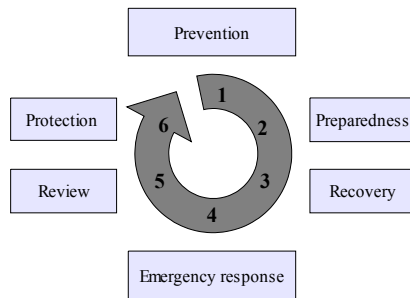 Prevention
1
Protection
6
2
Preparedness
Review
5
3
Recovery
4
Emergency response